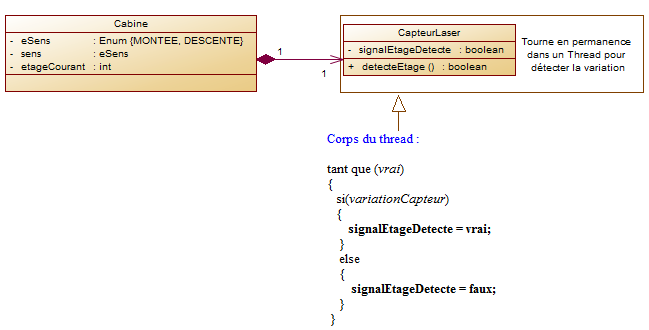 Cabine
- eSens : Enum {MONTEE, DESCENTE}
- sens : eSens
- etageCourant : int
1
1
CapteurLaser
- signalEtageDetecte : boolean
+ detecteEtage () : boolean
Tourne en permanence
dans un Thread pour
détecter la variation
Corps du thread :
tant que (vrai)
{
si(variationCapteur)
{
signalEtageDetecte = vrai;
}
else
{
signalEtageDetecte = faux;
}
}